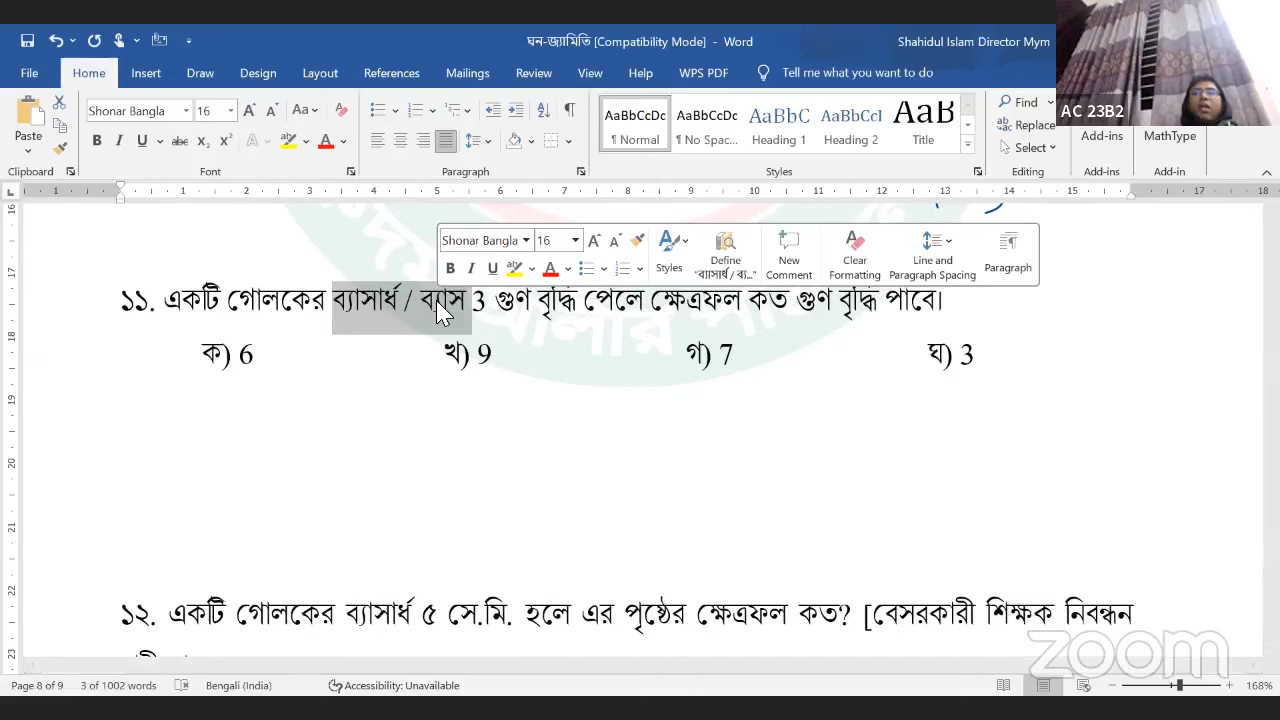 ঘন-জ্যামিতি [Compatibility Mode] - Word
Shahidul Islam Director Mym
AC 23B2
File Home Insert Draw Design Layout References Mailings Review View Help WPS PDF Tell me what you want to do
Paste
Clipboard
Shonar Bangla 16
Font
Paragraph
AaBbCcDc ¶ Normal
AaBbCcDc ¶ No Spac...
AaBbC Heading 1
AaBbCcI Heading 2
AaB Title
Styles
Find
Replace
Select
Editing
Add-ins
Add-ins
MathType
Add-in
Shonar Bangla 16
Styles
Define "ব্যাসার্ধ / ব্য..."
New Comment
Clear Formatting
Line and Paragraph Spacing
Paragraph
১১. একটি গোলকের ব্যাসার্ধ / ব্যাস 3 গুণ বৃদ্ধি পেলে ক্ষেত্রফল কত গুণ বৃদ্ধি পাবে।
ক) 6 খ) 9 গ) 7 ঘ) 3
১২. একটি গোলকের ব্যাসার্ধ ৫ সে.মি. হলে এর পৃষ্ঠের ক্ষেত্রফল কত? [বেসরকারী শিক্ষক নিবন্ধন
zoom
Page 8 of 9 3 of 1002 words Bengali (India) Accessibility: Unavailable 168%